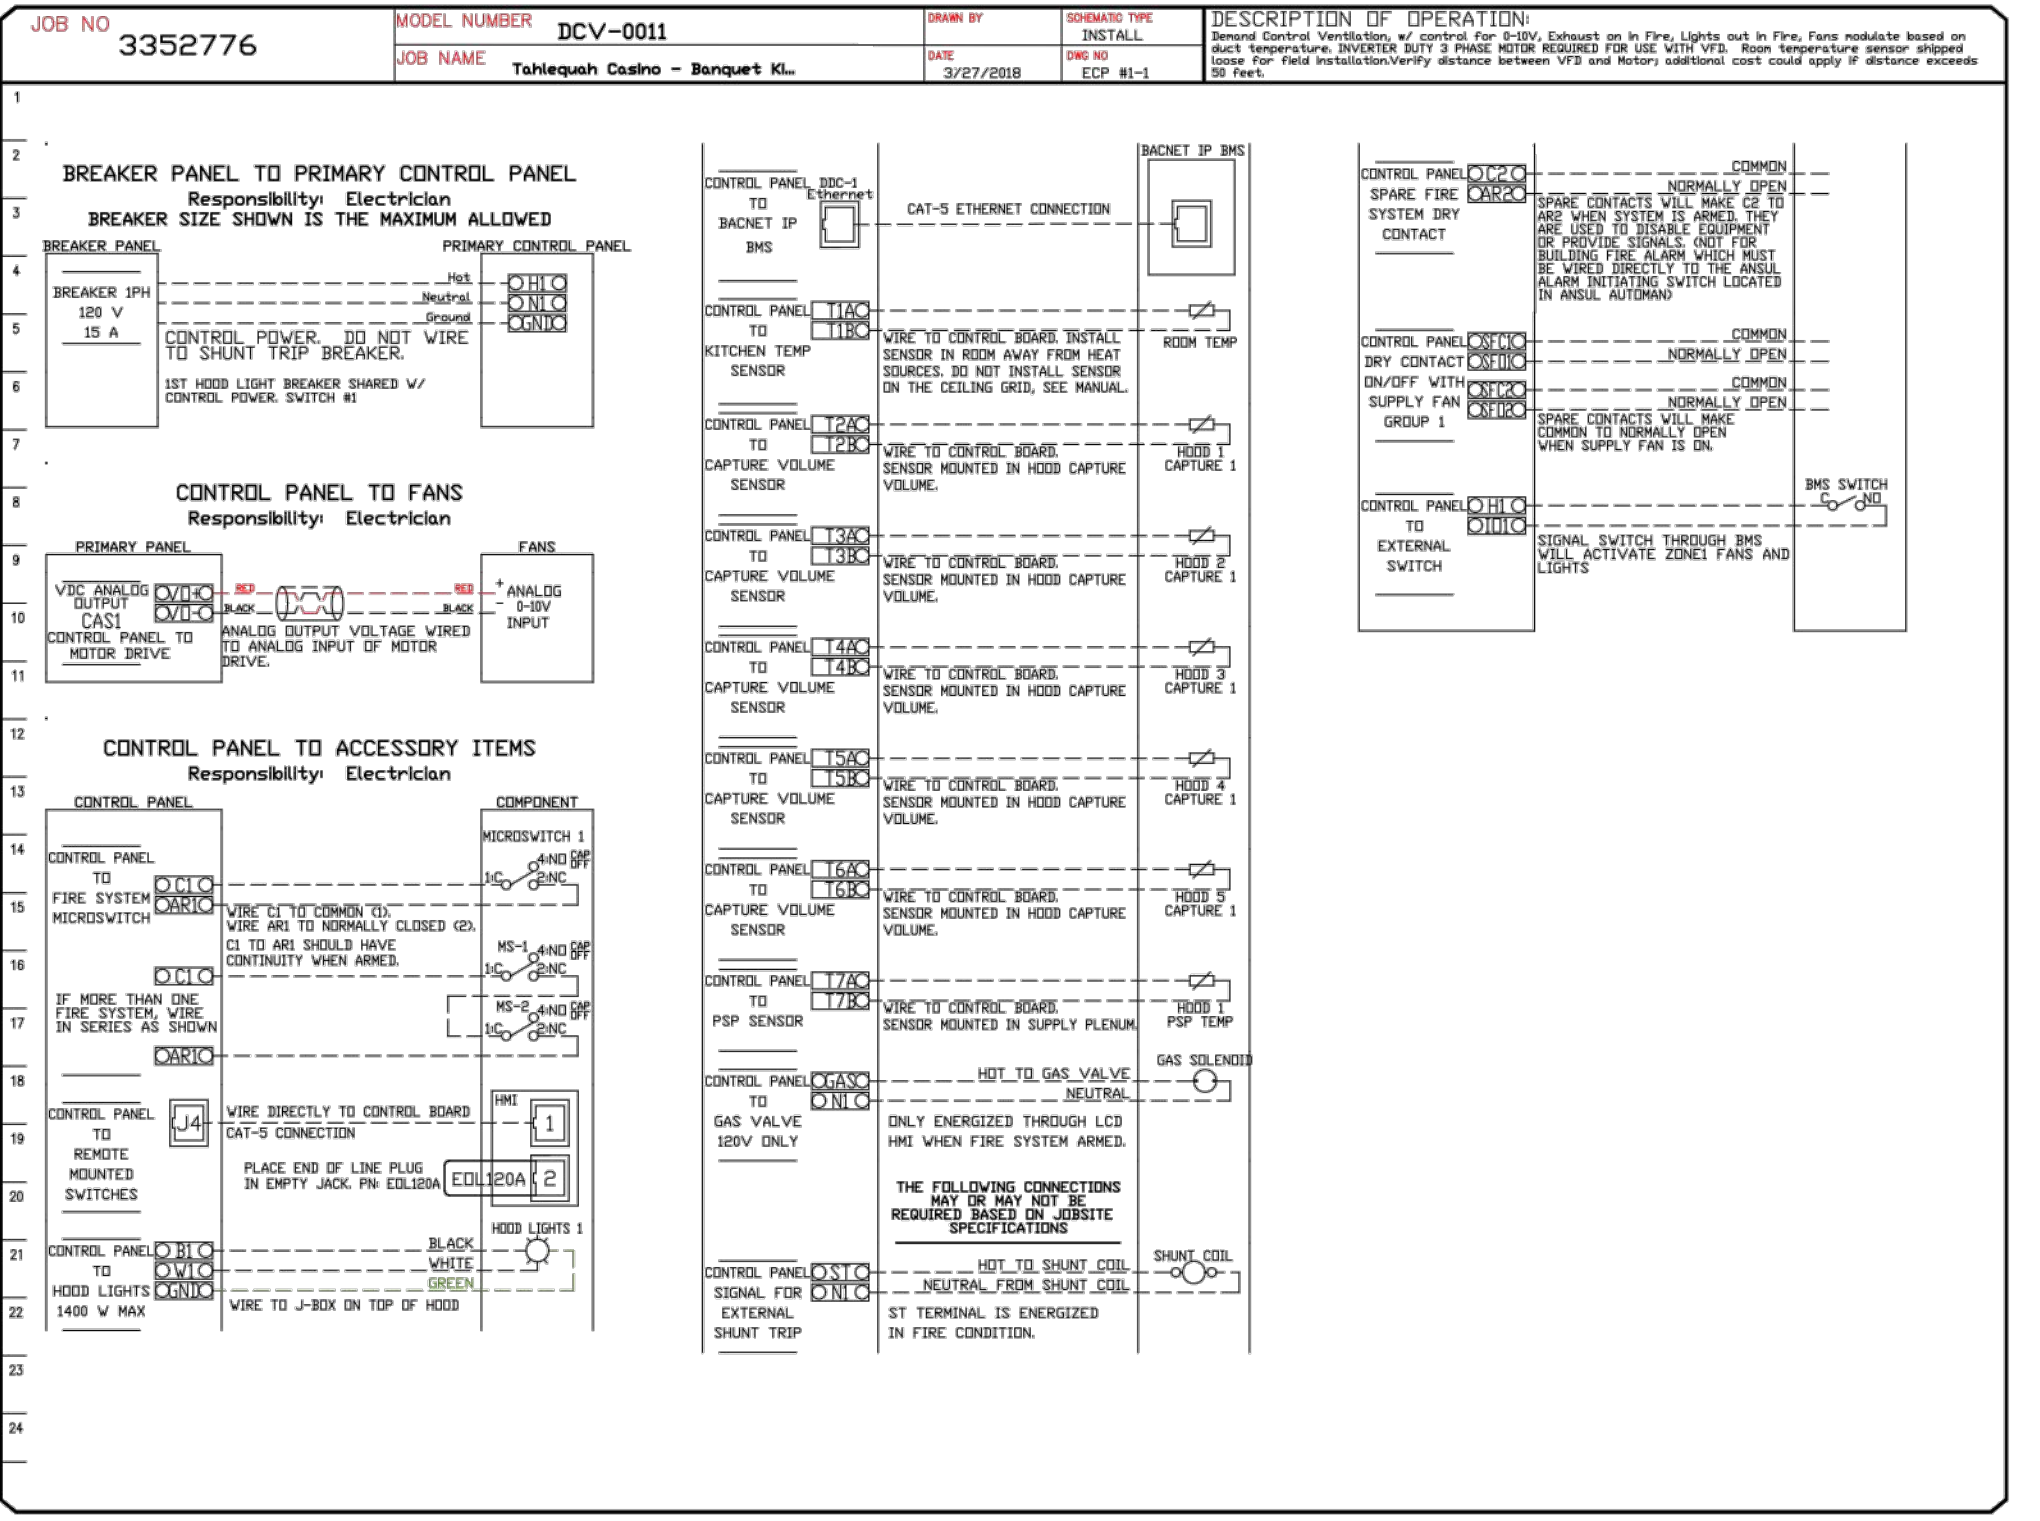 JOB NO
3352776
MODEL NUMBER
DCV-0011
JOB NAME
Tahlequah Casino - Banquet Ki...
DRAWN BY
DATE
3/27/2018
SCHEMATIC TYPE
INSTALL
DWG NO
ECP #1-1
DESCRIPTION OF OPERATION:
Demand Control Ventilation, w/ control for 0-10V, Exhaust on in Fire, Lights out in Fire, Fans modulate based on
duct temperature. INVERTER DUTY 3 PHASE MOTOR REQUIRED FOR USE WITH VFD. Room temperature sensor shipped
loose for field installation.Verify distance between VFD and Motor; additional cost could apply if distance exceeds
50 feet.
1
2
3
4
5
6
7
8
9
10
11
12
13
14
15
16
17
18
19
20
21
22
23
24
BREAKER PANEL TO PRIMARY CONTROL PANEL
Responsibility: Electrician
BREAKER SIZE SHOWN IS THE MAXIMUM ALLOWED
BREAKER PANEL
PRIMARY CONTROL PANEL
BREAKER 1PH
120 V
15 A
Hot
H1
Neutral
N1
Ground
GND
CONTROL POWER. DO NOT WIRE
TO SHUNT TRIP BREAKER.
1ST HOOD LIGHT BREAKER SHARED W/
CONTROL POWER. SWITCH #1
CONTROL PANEL TO FANS
Responsibility: Electrician
PRIMARY PANEL
FANS
VDC ANALOG
OUTPUT
CAS1
CONTROL PANEL TO
MOTOR DRIVE
VO+
VO-
RED
BLACK
RED
BLACK
+ ANALOG
- 0-10V
INPUT
ANALOG OUTPUT VOLTAGE WIRED
TO ANALOG INPUT OF MOTOR
DRIVE.
CONTROL PANEL TO ACCESSORY ITEMS
Responsibility: Electrician
CONTROL PANEL
COMPONENT
CONTROL PANEL
TO
FIRE SYSTEM
MICROSWITCH
C1
AR1
MICROSWITCH 1
4:NO CAP OFF
1:C
2:NC
WIRE C1 TO COMMON (1).
WIRE AR1 TO NORMALLY CLOSED (2).
C1 TO AR1 SHOULD HAVE
CONTINUITY WHEN ARMED.
C1
MS-1
4:NO CAP OFF
1:C
2:NC
IF MORE THAN ONE
FIRE SYSTEM, WIRE
IN SERIES AS SHOWN
MS-2
4:NO CAP OFF
1:C
2:NC
AR1
CONTROL PANEL
TO
REMOTE
MOUNTED
SWITCHES
J4
WIRE DIRECTLY TO CONTROL BOARD
CAT-5 CONNECTION
HMI
1
PLACE END OF LINE PLUG
IN EMPTY JACK. PN: EOL120A
EOL120A
2
HOOD LIGHTS 1
CONTROL PANEL
TO
HOOD LIGHTS
1400 W MAX
B1
W1
GND
BLACK
WHITE
GREEN
WIRE TO J-BOX ON TOP OF HOOD
BACNET IP BMS
CONTROL PANEL
TO
BACNET IP
BMS
DDC-1
Ethernet
CAT-5 ETHERNET CONNECTION
CONTROL PANEL
TO
KITCHEN TEMP
SENSOR
T1A
T1B
WIRE TO CONTROL BOARD. INSTALL
SENSOR IN ROOM AWAY FROM HEAT
SOURCES. DO NOT INSTALL SENSOR
ON THE CEILING GRID, SEE MANUAL.
ROOM TEMP
CONTROL PANEL
TO
CAPTURE VOLUME
SENSOR
T2A
T2B
WIRE TO CONTROL BOARD.
SENSOR MOUNTED IN HOOD CAPTURE
VOLUME.
HOOD 1
CAPTURE 1
CONTROL PANEL
TO
CAPTURE VOLUME
SENSOR
T3A
T3B
WIRE TO CONTROL BOARD.
SENSOR MOUNTED IN HOOD CAPTURE
VOLUME.
HOOD 2
CAPTURE 1
CONTROL PANEL
TO
CAPTURE VOLUME
SENSOR
T4A
T4B
WIRE TO CONTROL BOARD.
SENSOR MOUNTED IN HOOD CAPTURE
VOLUME.
HOOD 3
CAPTURE 1
CONTROL PANEL
TO
CAPTURE VOLUME
SENSOR
T5A
T5B
WIRE TO CONTROL BOARD.
SENSOR MOUNTED IN HOOD CAPTURE
VOLUME.
HOOD 4
CAPTURE 1
CONTROL PANEL
TO
CAPTURE VOLUME
SENSOR
T6A
T6B
WIRE TO CONTROL BOARD.
SENSOR MOUNTED IN HOOD CAPTURE
VOLUME.
HOOD 5
CAPTURE 1
CONTROL PANEL
TO
PSP SENSOR
T7A
T7B
WIRE TO CONTROL BOARD.
SENSOR MOUNTED IN SUPPLY PLENUM.
HOOD 1
PSP TEMP
CONTROL PANEL
TO
GAS VALVE
120V ONLY
GAS
N1
HOT TO GAS VALVE
NEUTRAL
GAS SOLENOID
ONLY ENERGIZED THROUGH LCD
HMI WHEN FIRE SYSTEM ARMED.
THE FOLLOWING CONNECTIONS
MAY OR MAY NOT BE
REQUIRED BASED ON JOBSITE
SPECIFICATIONS
CONTROL PANEL
SIGNAL FOR
EXTERNAL
SHUNT TRIP
ST
N1
HOT TO SHUNT COIL
NEUTRAL FROM SHUNT COIL
SHUNT COIL
ST TERMINAL IS ENERGIZED
IN FIRE CONDITION.
CONTROL PANEL
SPARE FIRE
SYSTEM DRY
CONTACT
C2
AR2
COMMON
NORMALLY OPEN
SPARE CONTACTS WILL MAKE C2 TO
AR2 WHEN SYSTEM IS ARMED. THEY
ARE USED TO DISABLE EQUIPMENT
OR PROVIDE SIGNALS. (NOT FOR
BUILDING FIRE ALARM WHICH MUST
BE WIRED DIRECTLY TO THE ANSUL
ALARM INITIATING SWITCH LOCATED
IN ANSUL AUTOMAN)
CONTROL PANEL
DRY CONTACT
ON/OFF WITH
SUPPLY FAN
GROUP 1
SFC1
SFO1
SFC2
SFO2
COMMON
NORMALLY OPEN
COMMON
NORMALLY OPEN
SPARE CONTACTS WILL MAKE
COMMON TO NORMALLY OPEN
WHEN SUPPLY FAN IS ON.
CONTROL PANEL
TO
EXTERNAL
SWITCH
H1
IO1
BMS SWITCH
C
NO
SIGNAL SWITCH THROUGH BMS
WILL ACTIVATE ZONE1 FANS AND
LIGHTS